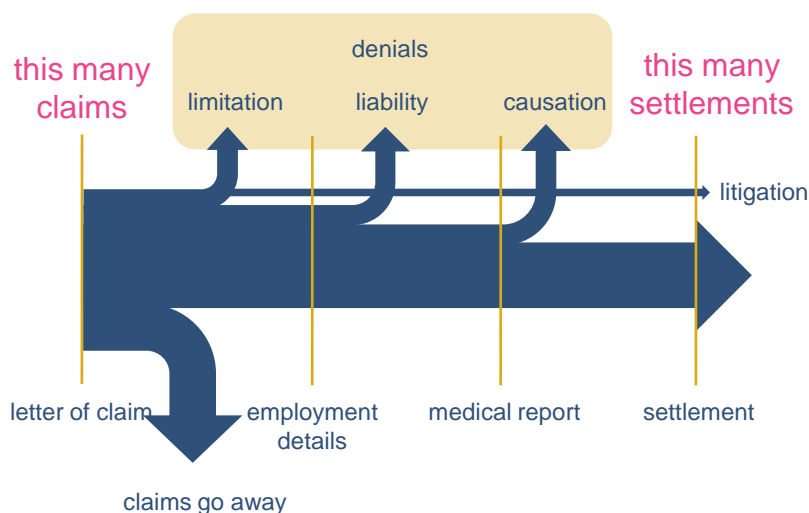 denials
this many
claims
this many
settlements
limitation
liability
causation
litigation
letter of claim
employment
details
medical report
settlement
claims go away